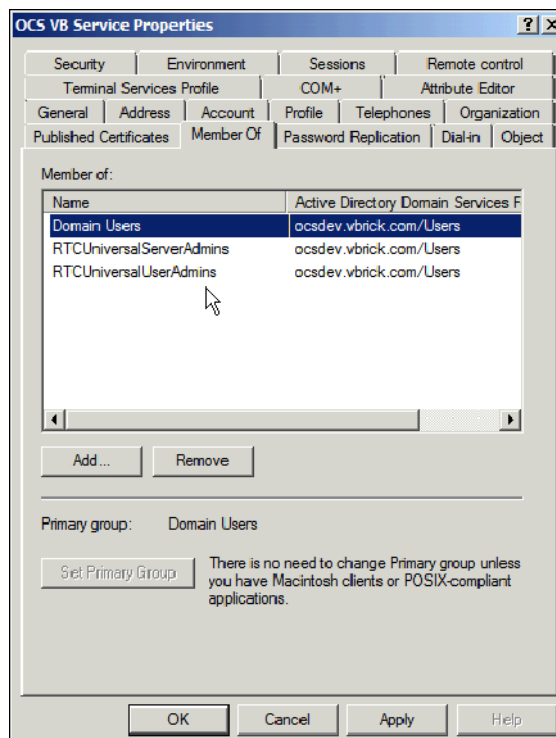 OCS VB Service Properties
Security Environment Sessions Remote control
Terminal Services Profile COM+ Attribute Editor
General Address Account Profile Telephones Organization
Published Certificates Member Of Password Replication Dial-in Object
Member of:
Name Active Directory Domain Services F
Domain Users ocsdev.vbrick.com/Users
RTCUniversalServerAdmins ocsdev.vbrick.com/Users
RTCUniversalUserAdmins ocsdev.vbrick.com/Users
Add... Remove
Primary group: Domain Users
Set Primary Group
There is no need to change Primary group unless
you have Macintosh clients or POSIX-compliant
applications.
OK Cancel Apply Help